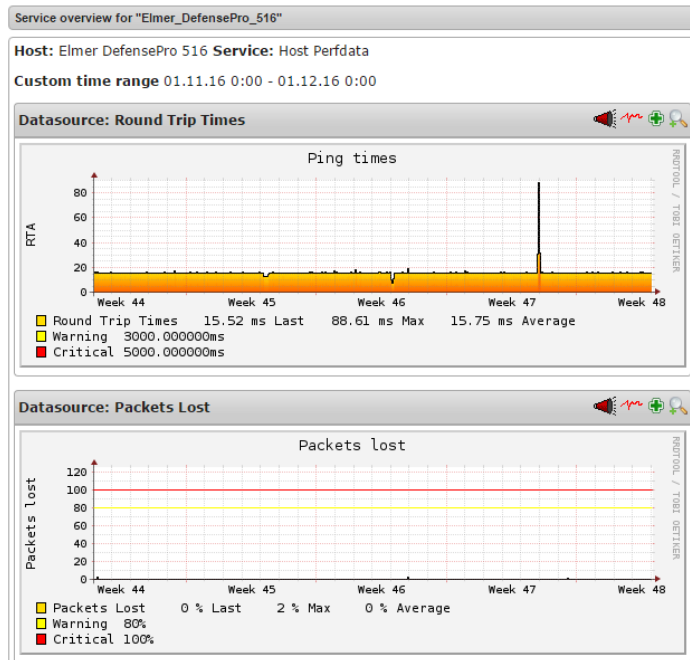 Service overview for "Elmer_DefensePro_516"
Host: Elmer DefensePro 516 Service: Host Perfdata
Custom time range 01.11.16 0:00 - 01.12.16 0:00
Datasource: Round Trip Times
Ping times
RRDTOOL / TOBI OETIKER
RTA
80
60
40
20
0
Week 44 Week 45 Week 46 Week 47 Week 48
Round Trip Times 15.52 ms Last 88.61 ms Max 15.75 ms Average
Warning 3000.000000ms
Critical 5000.000000ms
Datasource: Packets Lost
Packets lost
RRDTOOL / TOBI OETIKER
Packets lost
120
100
80
60
40
20
0
Week 44 Week 45 Week 46 Week 47 Week 48
Packets Lost 0 % Last 2 % Max 0 % Average
Warning 80%
Critical 100%